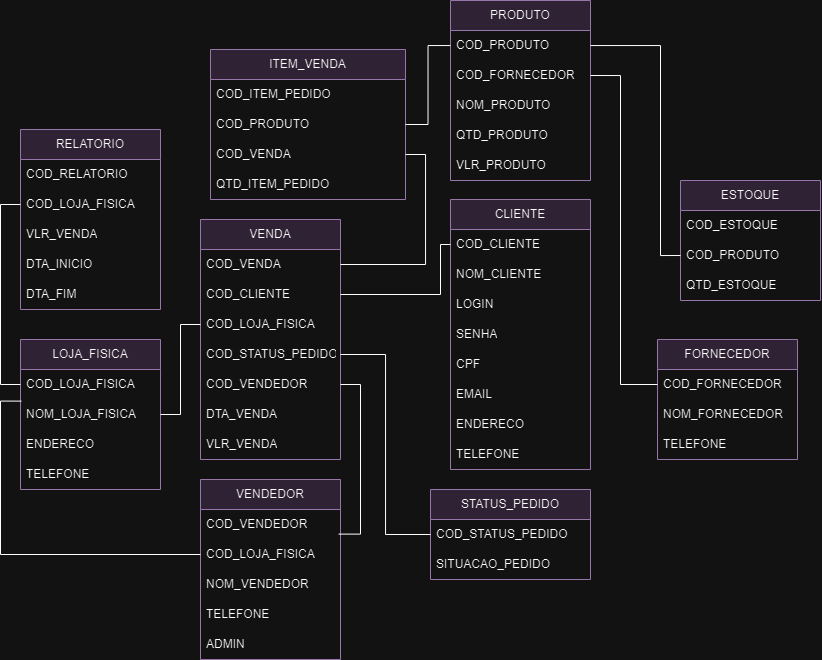 PRODUTO
COD_PRODUTO
COD_FORNECEDOR
NOM_PRODUTO
QTD_PRODUTO
VLR_PRODUTO
ITEM_VENDA
COD_ITEM_PEDIDO
COD_PRODUTO
COD_VENDA
QTD_ITEM_PEDIDO
RELATORIO
COD_RELATORIO
COD_LOJA_FISICA
VLR_VENDA
DTA_INICIO
DTA_FIM
ESTOQUE
COD_ESTOQUE
COD_PRODUTO
QTD_ESTOQUE
CLIENTE
COD_CLIENTE
NOM_CLIENTE
LOGIN
SENHA
CPF
EMAIL
ENDERECO
TELEFONE
VENDA
COD_VENDA
COD_CLIENTE
COD_LOJA_FISICA
COD_STATUS_PEDIDO
COD_VENDEDOR
DTA_VENDA
VLR_VENDA
LOJA_FISICA
COD_LOJA_FISICA
NOM_LOJA_FISICA
ENDERECO
TELEFONE
FORNECEDOR
COD_FORNECEDOR
NOM_FORNECEDOR
TELEFONE
VENDEDOR
COD_VENDEDOR
COD_LOJA_FISICA
NOM_VENDEDOR
TELEFONE
ADMIN
STATUS_PEDIDO
COD_STATUS_PEDIDO
SITUACAO_PEDIDO